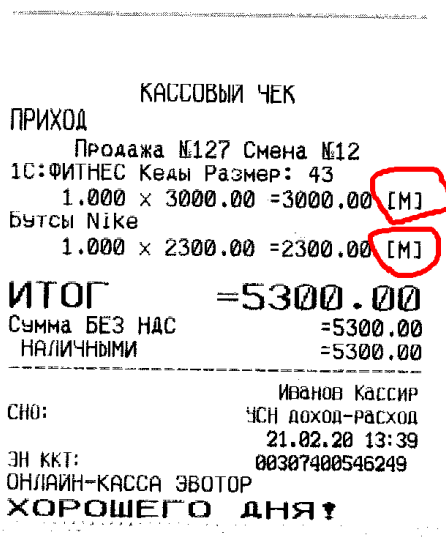 КАССОВЫЙ ЧЕК
ПРИХОД
Продажа №127 Смена №12
1С:ФИТНЕС Кеды Размер: 43
1.000 × 3000.00 =3000.00 [М]
Бутсы Nike
1.000 × 2300.00 =2300.00 [М]
ИТОГ =5300.00
Сумма БЕЗ НДС =5300.00
НАЛИЧНЫМИ =5300.00
Иванов Кассир
СНО: УСН доход-расход
21.02.20 13:39
ЗН ККТ: 00307400546249
ОНЛАЙН-КАССА ЭВОТОР
ХОРОШЕГО ДНЯ!